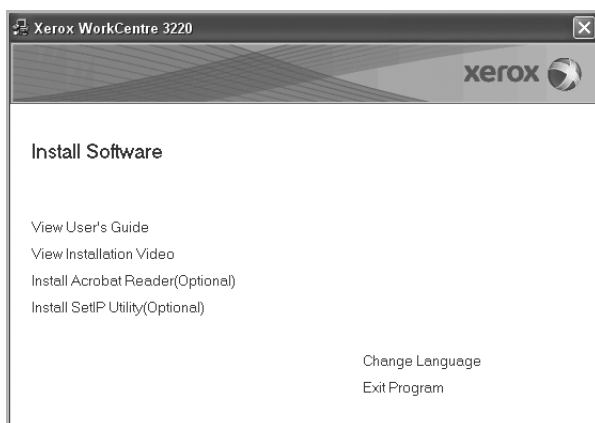 Xerox WorkCentre 3220
xerox
Install Software
View User's Guide
View Installation Video
Install Acrobat Reader(Optional)
Install SetIP Utility(Optional)
Change Language
Exit Program